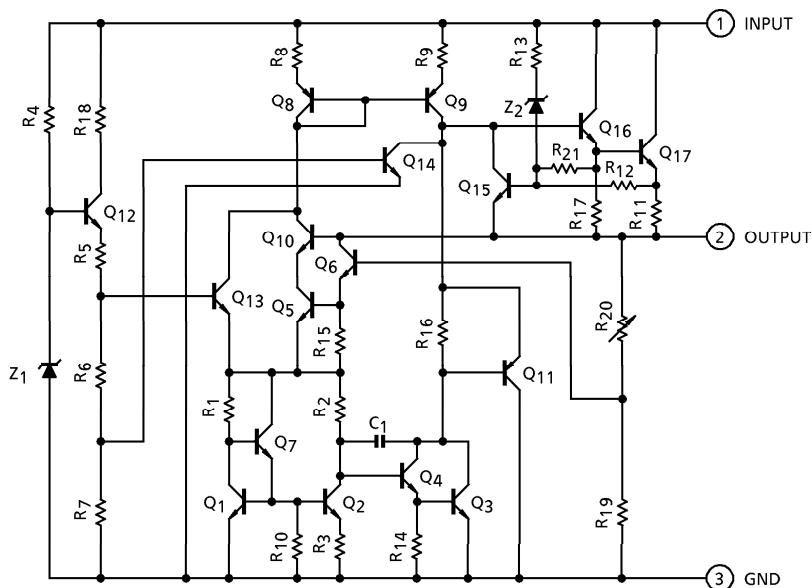 1 INPUT
R8
R9
R13
R4
R18
Q8
Q9
Z2
Q16
Q14
R21
Q17
R12
Q15
Q12
R17
R11
R5
Q10
2 OUTPUT
Q6
Q13
Q5
R20
R15
R16
Z1
R6
Q11
R1
R2
C1
Q7
Q4
R7
Q1
Q2
Q3
R19
R10
R3
R14
3 GND